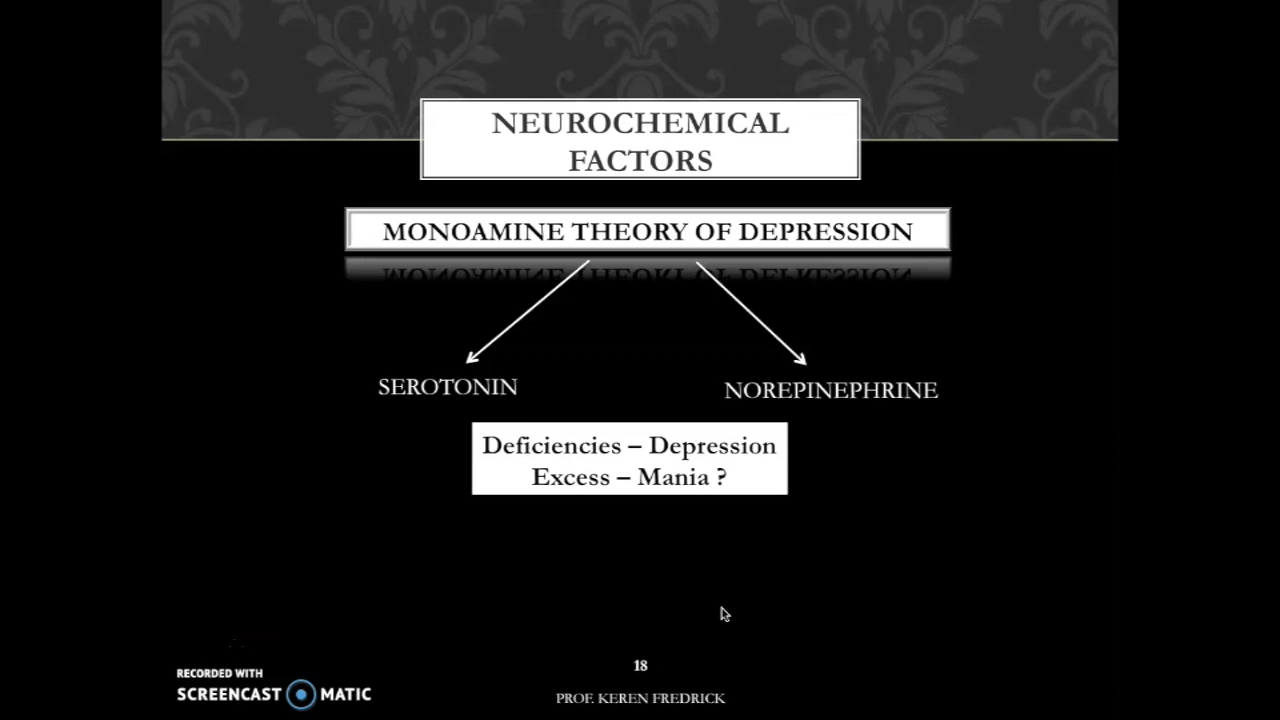 NEUROCHEMICAL
FACTORS
MONOAMINE THEORY OF DEPRESSION
SEROTONIN
NOREPINEPHRINE
Deficiencies – Depression
Excess – Mania ?
18
RECORDED WITH
SCREENCAST MATIC
PROF. KEREN FREDRICK